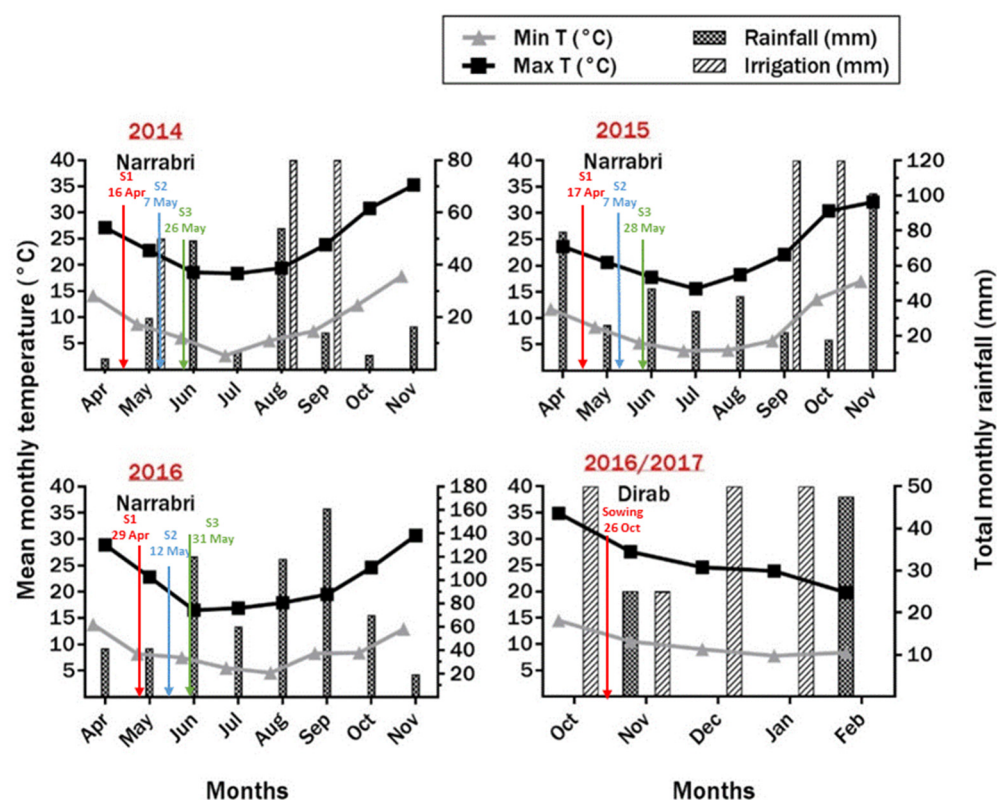 Min T (°C)
Rainfall (mm)
Max T (°C)
Irrigation (mm)
Mean monthly temperature (°C)
Total monthly rainfall (mm)
2014
Narrabri
S1
16 Apr
S2
7 May
S3
26 May
40
35
30
25
20
15
10
5
80
60
40
20
Apr May Jun Jul Aug Sep Oct Nov
2015
Narrabri
S1
17 Apr
S2
7 May
S3
28 May
40
35
30
25
20
15
10
5
120
100
80
60
40
20
Apr May Jun Jul Aug Sep Oct Nov
2016
Narrabri
S1
29 Apr
S2
12 May
S3
31 May
40
35
30
25
20
15
10
5
180
160
140
120
100
80
60
40
20
Apr May Jun Jul Aug Sep Oct Nov
Months
2016/2017
Dirab
Sowing
26 Oct
40
35
30
25
20
15
10
5
50
40
30
20
10
Oct Nov Dec Jan Feb
Months